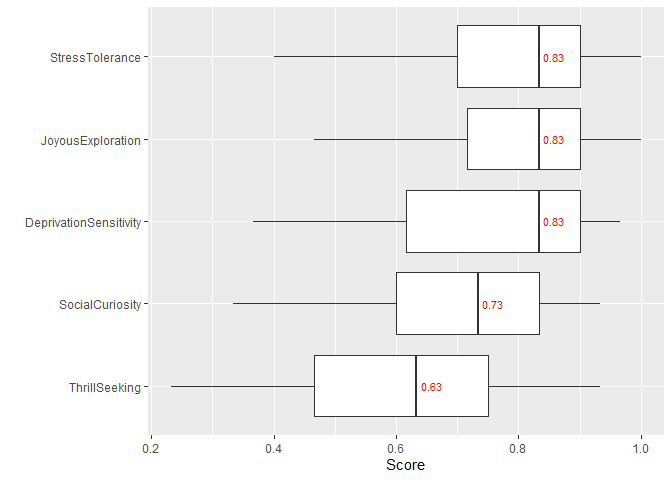 StressTolerance
0.83
JoyousExploration
0.83
DeprivationSensitivity
0.83
SocialCuriosity
0.73
ThrillSeeking
0.63
0.2 0.4 0.6 0.8 1.0
Score